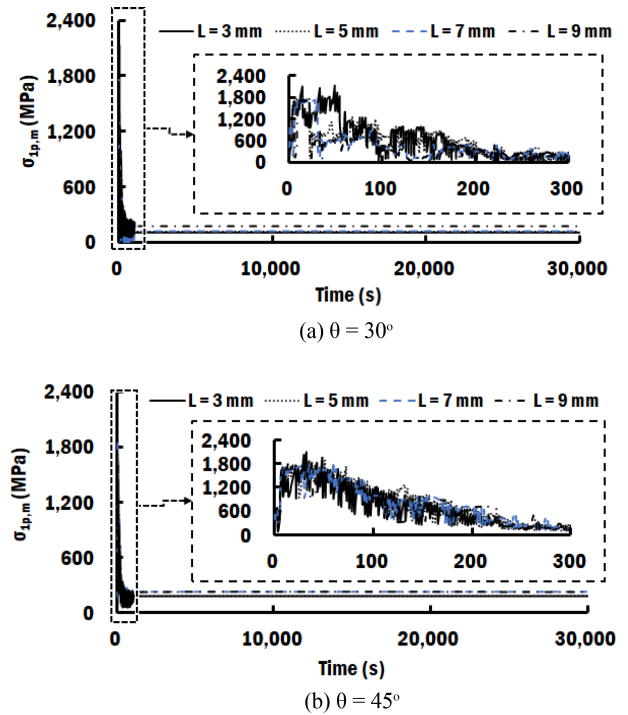 L = 3 mm L = 5 mm L = 7 mm L = 9 mm
2,400
1,800
1,200
600
0
σ1p,m (MPa)
2,400
1,800
1,200
600
0
0 100 200 300
0 10,000 20,000 30,000
Time (s)
(a) θ = 30°
L = 3 mm L = 5 mm L = 7 mm L = 9 mm
2,400
1,800
1,200
600
0
σ1p,m (MPa)
2,400
1,800
1,200
600
0
0 100 200 300
0 10,000 20,000 30,000
Time (s)
(b) θ = 45°